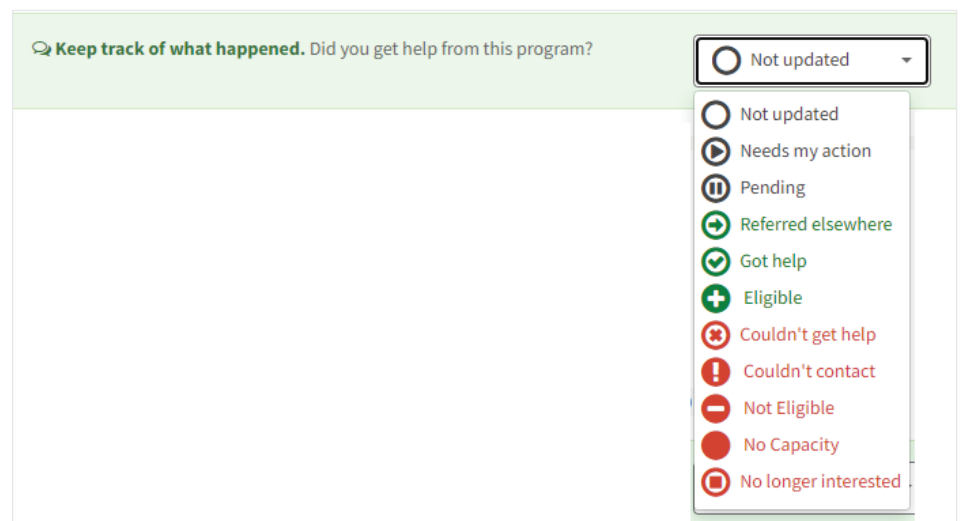 Keep track of what happened. Did you get help from this program?
Not updated
Not updated
Needs my action
Pending
Referred elsewhere
Got help
Eligible
Couldn't get help
Couldn't contact
Not Eligible
No Capacity
No longer interested